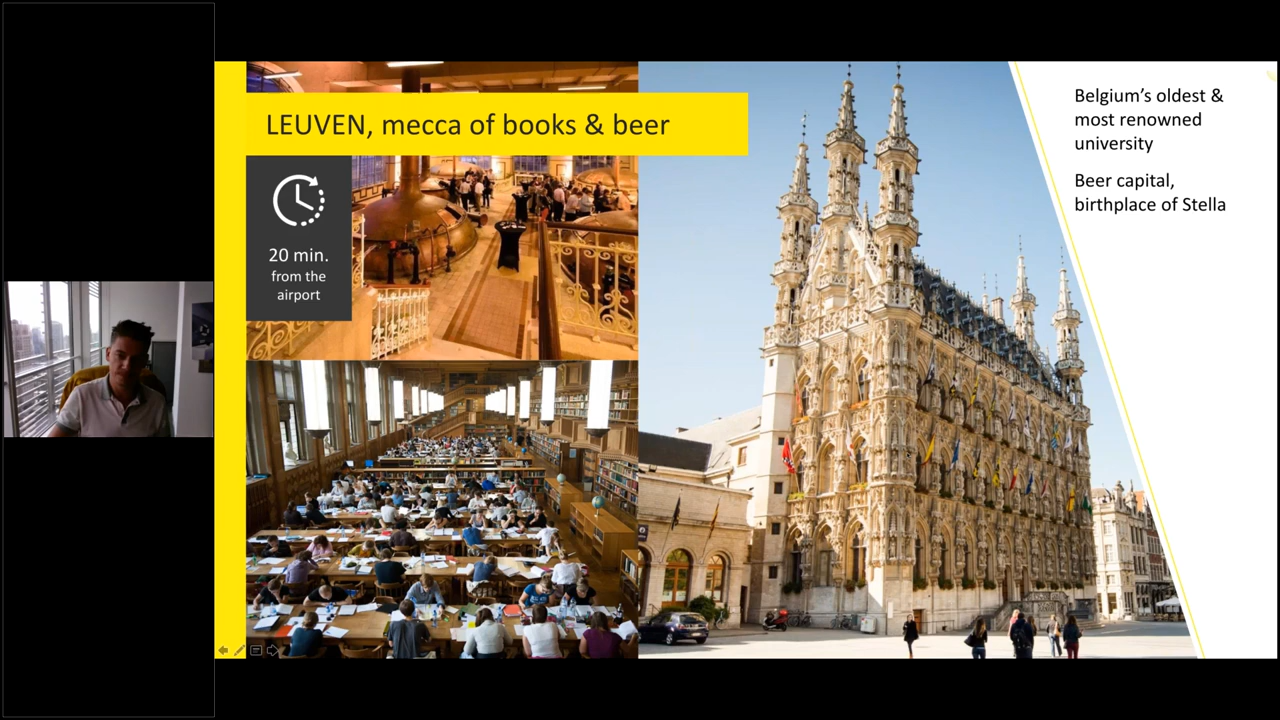 LEUVEN, mecca of books & beer
20 min.
from the
airport
Belgium’s oldest &
most renowned
university
Beer capital,
birthplace of Stella